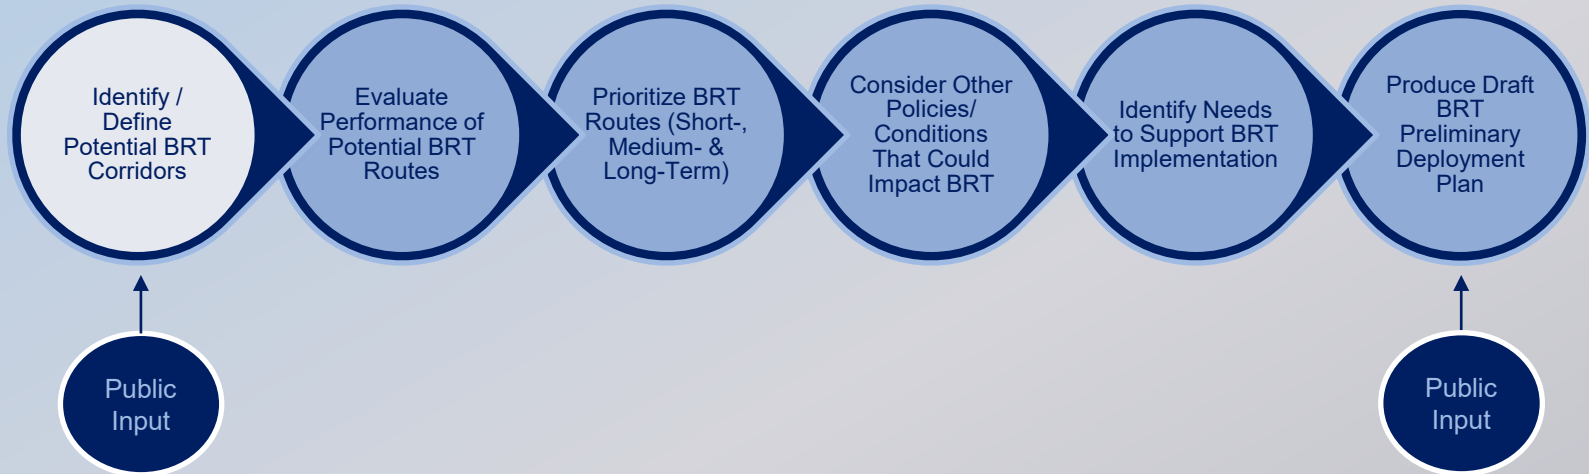 Identify /
Define
Potential BRT
Corridors
Evaluate
Performance of
Potential BRT
Routes
Prioritize BRT
Routes (Short-,
Medium- &
Long-Term)
Consider Other
Policies/
Conditions
That Could
Impact BRT
Identify Needs
to Support BRT
Implementation
Produce Draft
BRT
Preliminary
Deployment
Plan
Public
Input
Public
Input